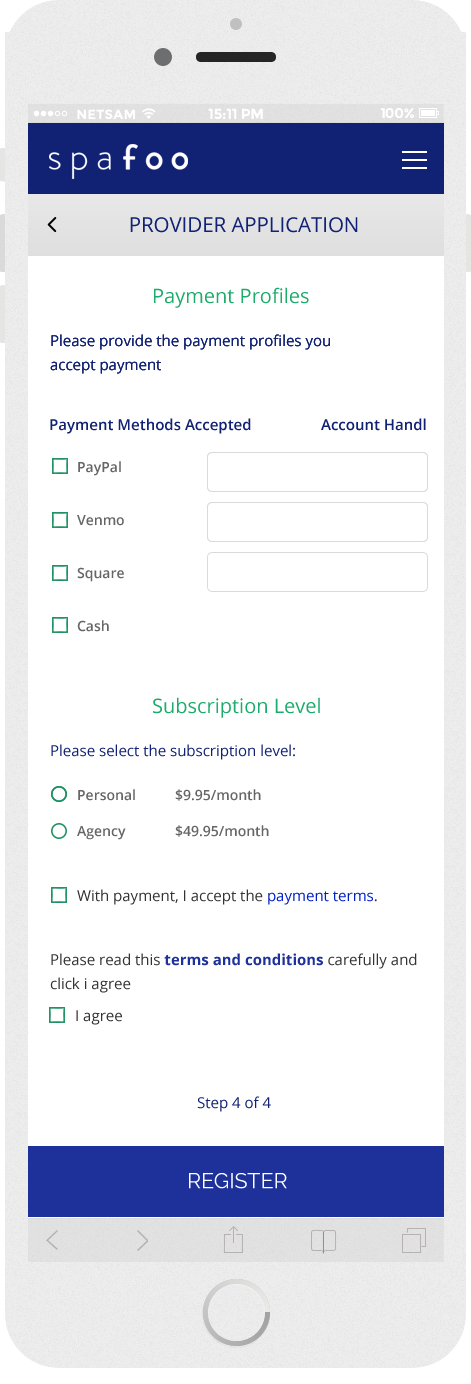 NETSAM 15:11 PM 100%
spafoo
PROVIDER APPLICATION
Payment Profiles
Please provide the payment profiles you
accept payment
Payment Methods Accepted Account Handl
PayPal
Venmo
Square
Cash
Subscription Level
Please select the subscription level:
Personal $9.95/month
Agency $49.95/month
With payment, I accept the payment terms.
Please read this terms and conditions carefully and
click i agree
I agree
Step 4 of 4
REGISTER